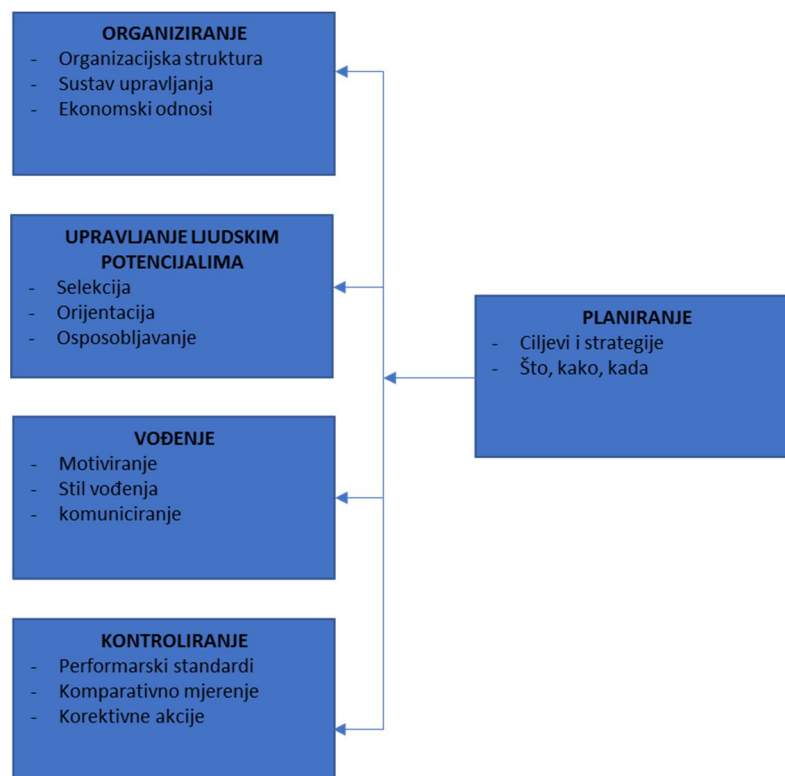 ORGANIZIRANJE
- Organizacijska struktura
- Sustav upravljanja
- Ekonomski odnosi
UPRAVLJANJE LJUDSKIM
POTENCIJALIMA
- Selekcija
- Orijentacija
- Osposobljavanje
PLANIRANJE
- Ciljevi i strategije
- Što, kako, kada
VOĐENJE
- Motiviranje
- Stil vođenja
- komuniciranje
KONTROLIRANJE
- Performarski standardi
- Komparativno mjerenje
- Korektivne akcije